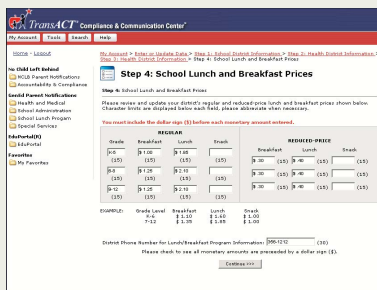 TransACT® Compliance & Communication Center®
My Account Tools Search Help
Home - Logout
No Child Left Behind
NCLB Parent Notifications
Accountability & Compliance
GenEd Parent Notifications
Health and Medical
School Administration
School Lunch Program
Special Services
EduPortal(R)
EduPortal
Favorites
My Favorites
My Account > Enter or Update Data > Step 1: School District Information > Step 2: Health District Information >
Step 3: Health District Information > Step 4: School Lunch and Breakfast Prices
Step 4: School Lunch and Breakfast Prices
Step 4: School Lunch and Breakfast Prices
Please review and update your district's regular and reduced-price lunch and breakfast prices shown below.
Character limits are displayed below each field, please abbreviate when necessary.
You must include the dollar sign ($) before each monetary amount entered.
REGULAR
Grade Breakfast Lunch Snack
K-5 $ 1.00 $ 1.85
(15) (15) (15) (15)
6-8 $ 1.25 $ 2.10
(15) (15) (15) (15)
9-12 $ 1.25 $ 2.10
(15) (15) (15) (15)
REDUCED-PRICE
Breakfast Lunch Snack
$ .30 (15) $ .40 (15) (15)
$ .30 (15) $ .40 (15) (15)
$ .30 (15) $ .40 (15) (15)
EXAMPLE: Grade Level Breakfast Lunch Snack
K-6 $ 1.10 $ 1.60 $ 1.00
7-12 $ 1.35 $ 1.85 $ 1.00
District Phone Number for Lunch/Breakfast Program Information: 398-1212 (30)
Please check to see all monetary amounts are preceeded by a dollar sign ($).
Continue >>>